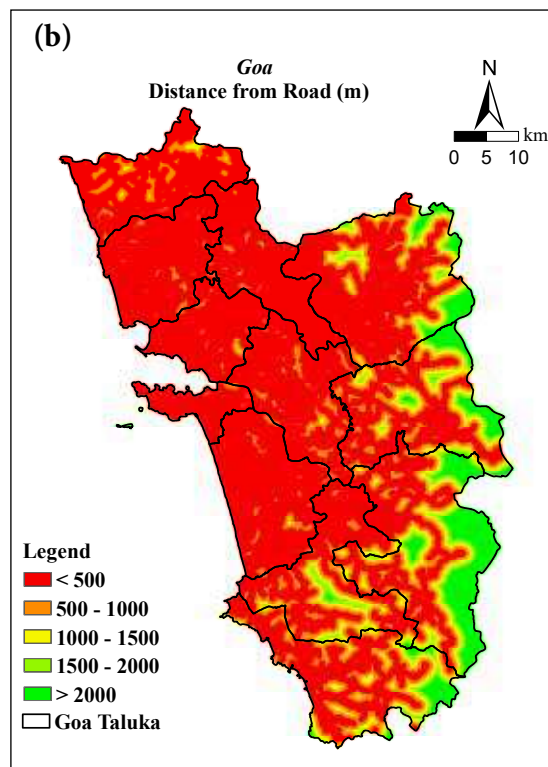 (b)
Goa
Distance from Road (m)
N
km
0 5 10
Legend
< 500
500 - 1000
1000 - 1500
1500 - 2000
> 2000
Goa Taluka